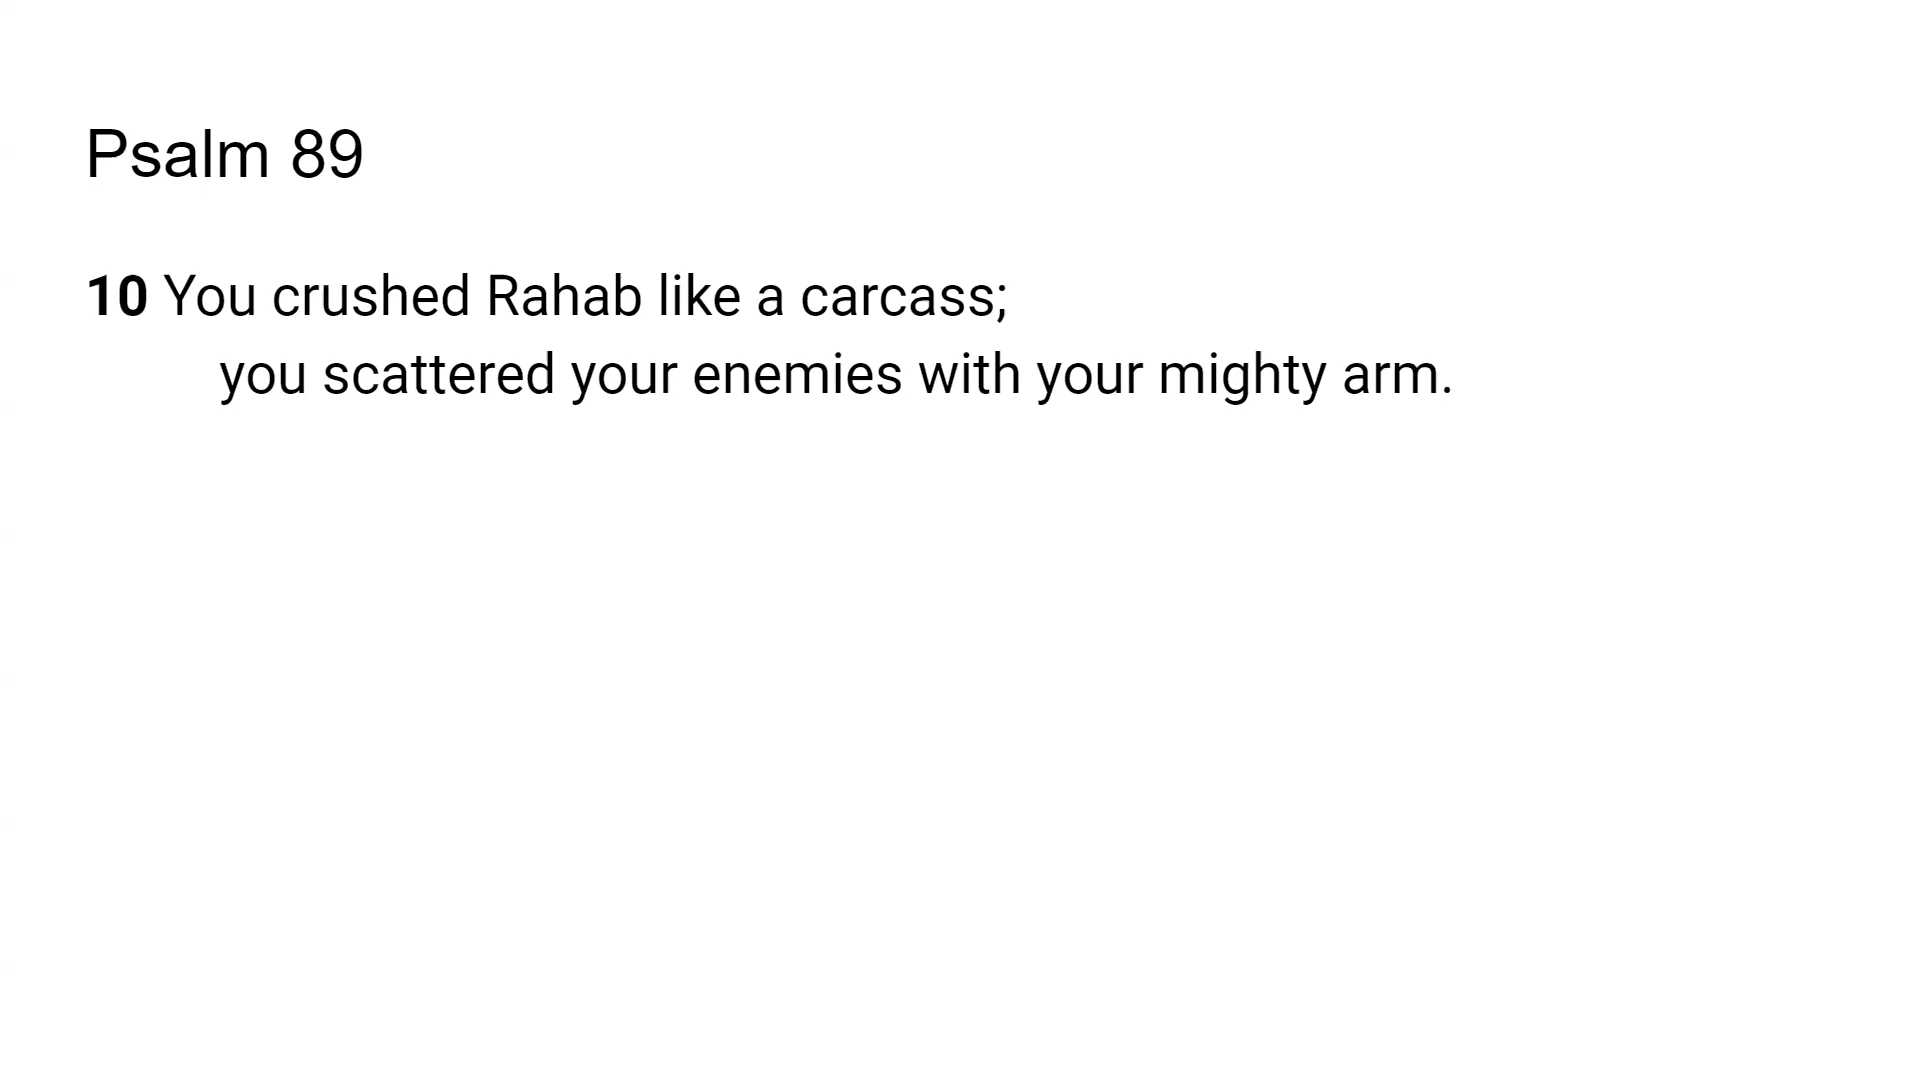 Psalm 89
10 You crushed Rahab like a carcass;
you scattered your enemies with your mighty arm.